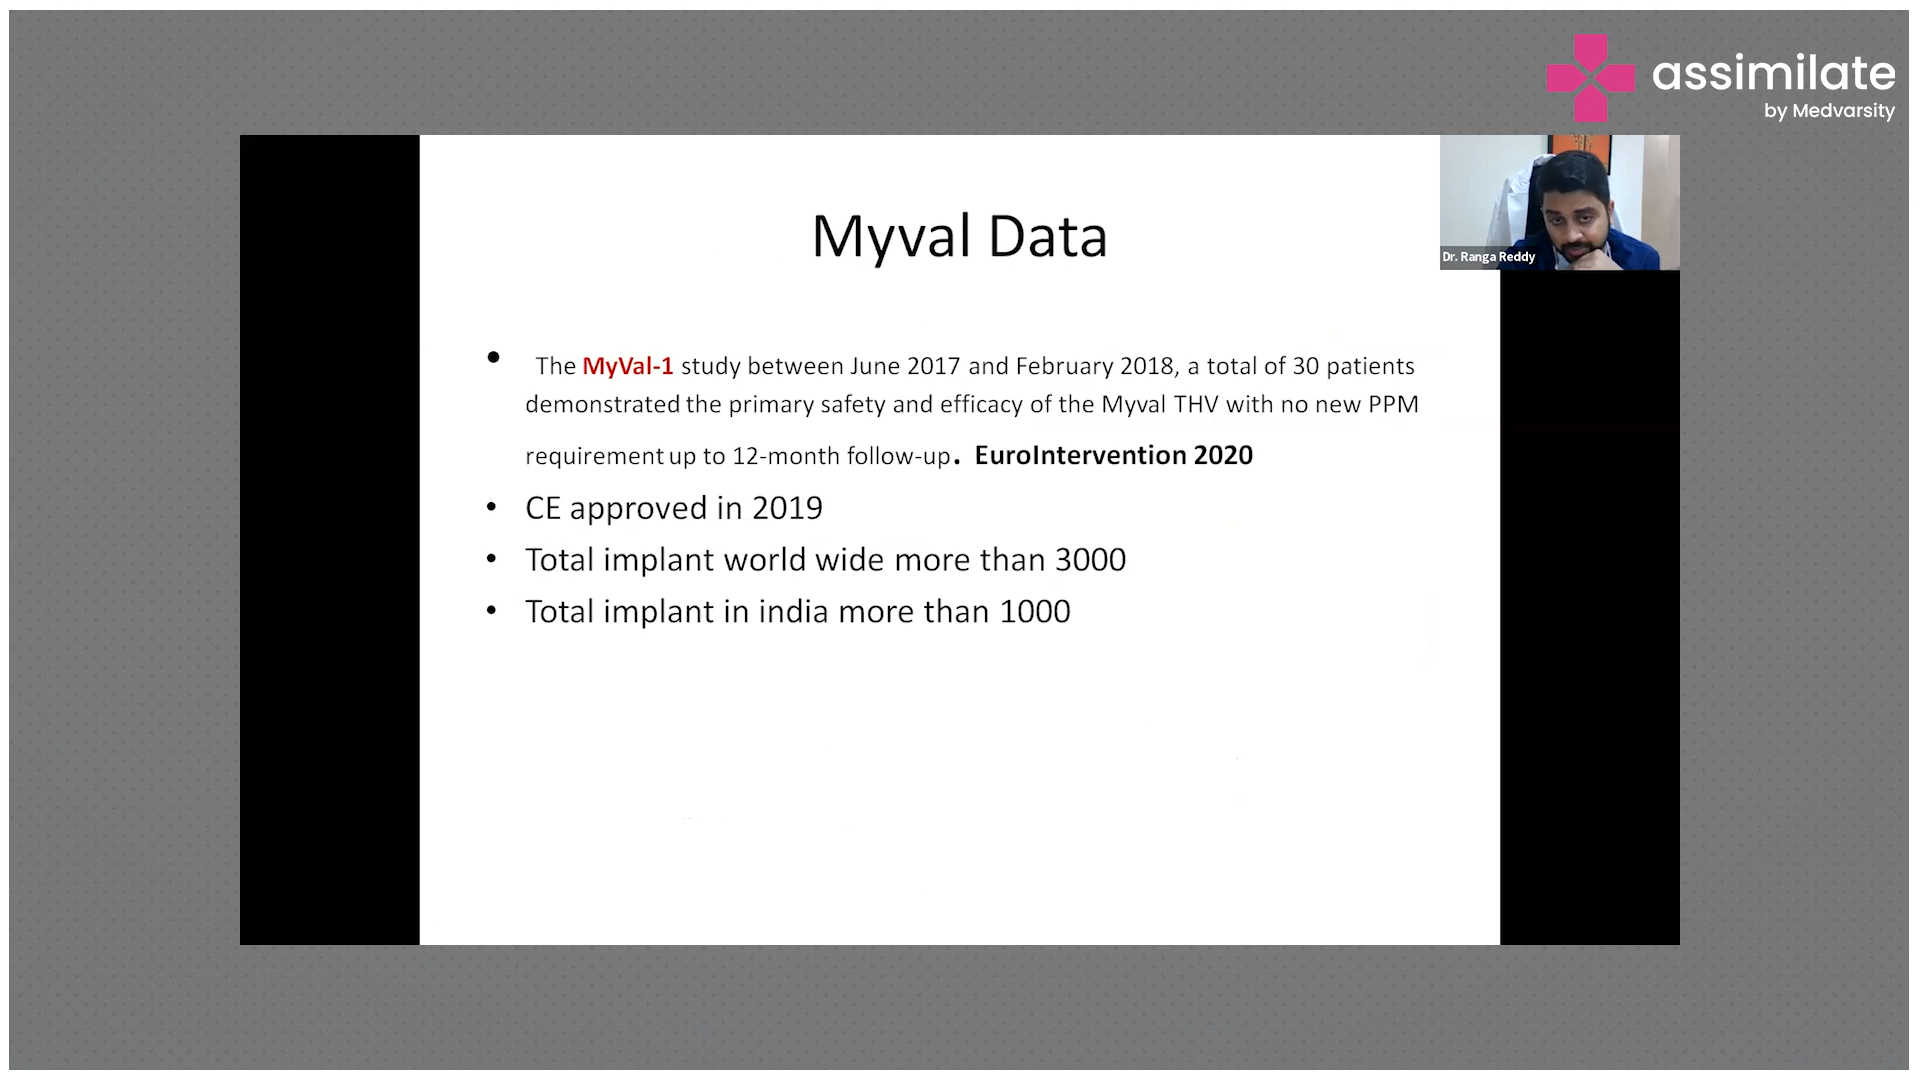 assimilate
by Medvarsity
Dr. Ranga Reddy
Myval Data
• The MyVal-1 study between June 2017 and February 2018, a total of 30 patients
demonstrated the primary safety and efficacy of the Myval THV with no new PPM
requirement up to 12-month follow-up. EuroIntervention 2020
• CE approved in 2019
• Total implant world wide more than 3000
• Total implant in india more than 1000